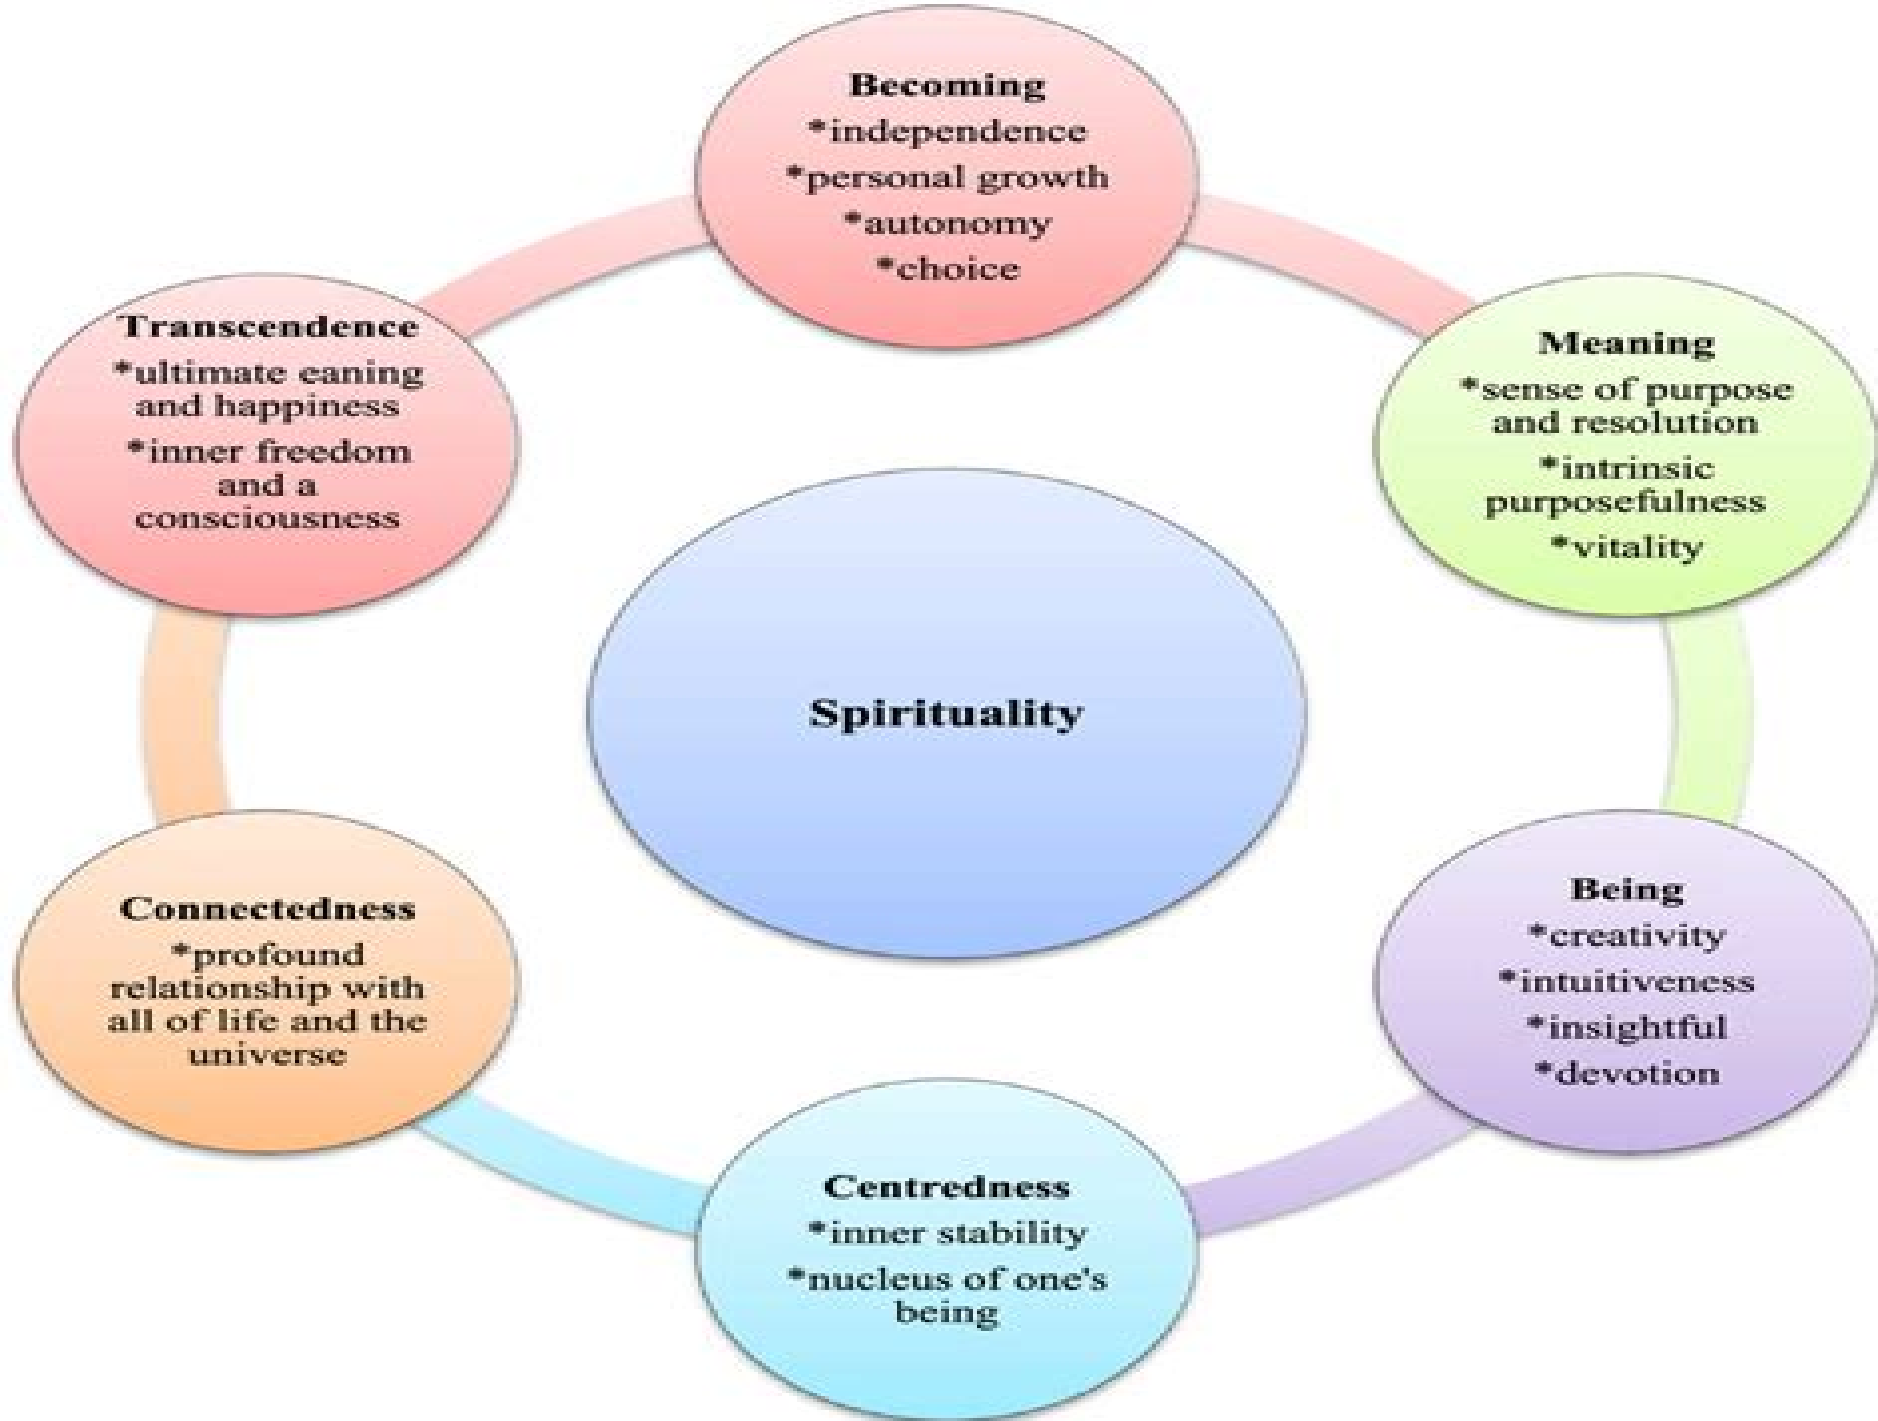 Becoming
*independence
*personal growth
*autonomy
*choice
Meaning
*sense of purpose
and resolution
*intrinsic
purposefulness
*vitality
Being
*creativity
*intuitiveness
*insightful
*devotion
Centredness
*inner stability
*nucleus of one's
being
Connectedness
*profound
relationship with
all of life and the
universe
Transcendence
*ultimate eaning
and happiness
*inner freedom
and a
consciousness
Spirituality